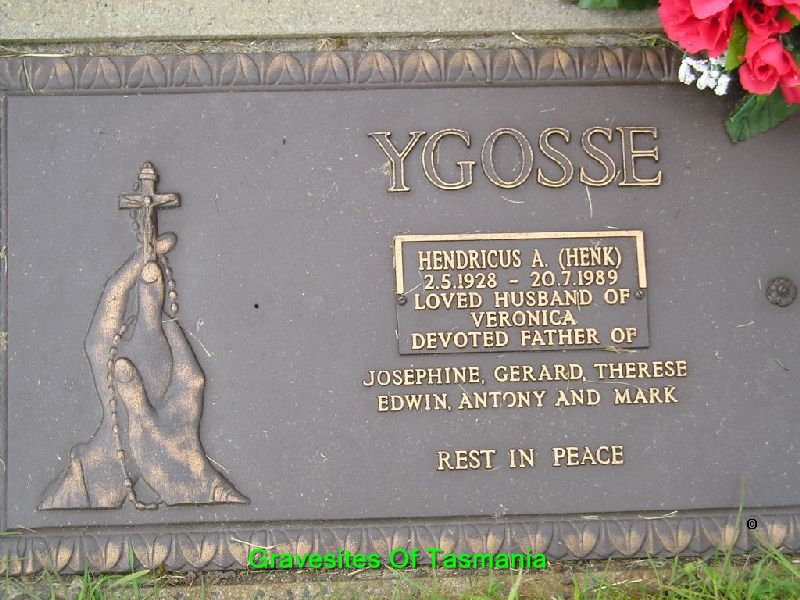 YGOSSE
HENDRICUS A. (HENK)
2.5.1928 – 20.7.1989
LOVED HUSBAND OF
VERONICA
DEVOTED FATHER OF
JOSEPHINE, GERARD, THERESE
EDWIN, ANTONY AND MARK
REST IN PEACE
©
Gravesites Of Tasmania